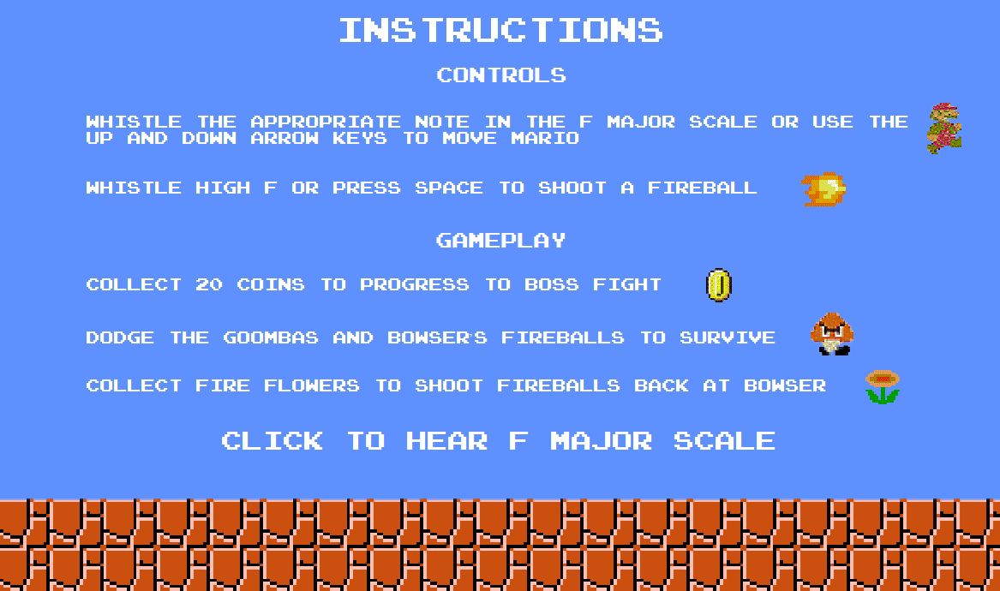 INSTRUCTIONS
CONTROLS
WHISTLE THE APPROPRIATE NOTE IN THE F MAJOR SCALE OR USE THE
UP AND DOWN ARROW KEYS TO MOVE MARIO
WHISTLE HIGH F OR PRESS SPACE TO SHOOT A FIREBALL
GAMEPLAY
COLLECT 20 COINS TO PROGRESS TO BOSS FIGHT
DODGE THE GOOMBAS AND BOWSER'S FIREBALLS TO SURVIVE
COLLECT FIRE FLOWERS TO SHOOT FIREBALLS BACK AT BOWSER
CLICK TO HEAR F MAJOR SCALE